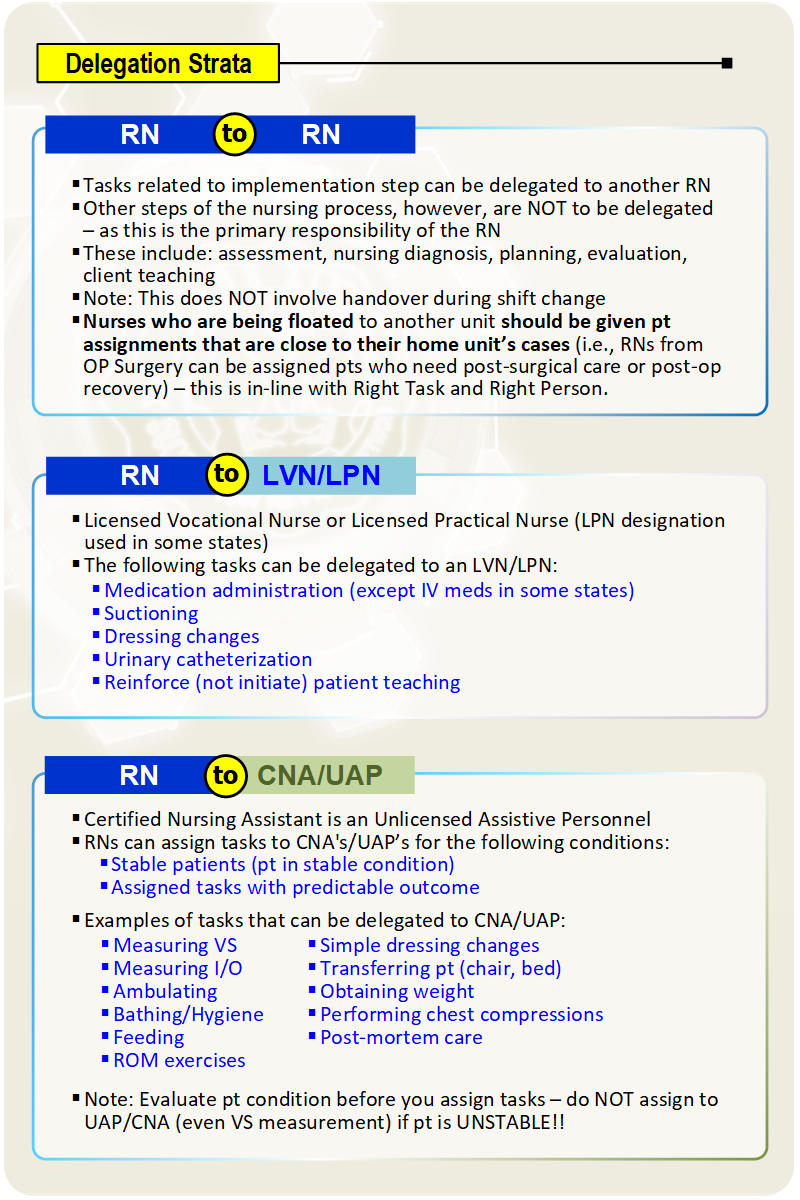 Delegation Strata
RN to RN
▪Tasks related to implementation step can be delegated to another RN
▪Other steps of the nursing process, however, are NOT to be delegated
– as this is the primary responsibility of the RN
▪These include: assessment, nursing diagnosis, planning, evaluation,
client teaching
▪Note: This does NOT involve handover during shift change
▪Nurses who are being floated to another unit should be given pt
assignments that are close to their home unit’s cases (i.e., RNs from
OP Surgery can be assigned pts who need post-surgical care or post-op
recovery) – this is in-line with Right Task and Right Person.
RN to LVN/LPN
▪Licensed Vocational Nurse or Licensed Practical Nurse (LPN designation
used in some states)
▪The following tasks can be delegated to an LVN/LPN:
▪Medication administration (except IV meds in some states)
▪Suctioning
▪Dressing changes
▪Urinary catheterization
▪Reinforce (not initiate) patient teaching
RN to CNA/UAP
▪Certified Nursing Assistant is an Unlicensed Assistive Personnel
▪RNs can assign tasks to CNA's/UAP’s for the following conditions:
▪Stable patients (pt in stable condition)
▪Assigned tasks with predictable outcome
▪Examples of tasks that can be delegated to CNA/UAP:
▪Measuring VS
▪Measuring I/O
▪Ambulating
▪Bathing/Hygiene
▪Feeding
▪ROM exercises
▪Simple dressing changes
▪Transferring pt (chair, bed)
▪Obtaining weight
▪Performing chest compressions
▪Post-mortem care
▪Note: Evaluate pt condition before you assign tasks – do NOT assign to
UAP/CNA (even VS measurement) if pt is UNSTABLE!!